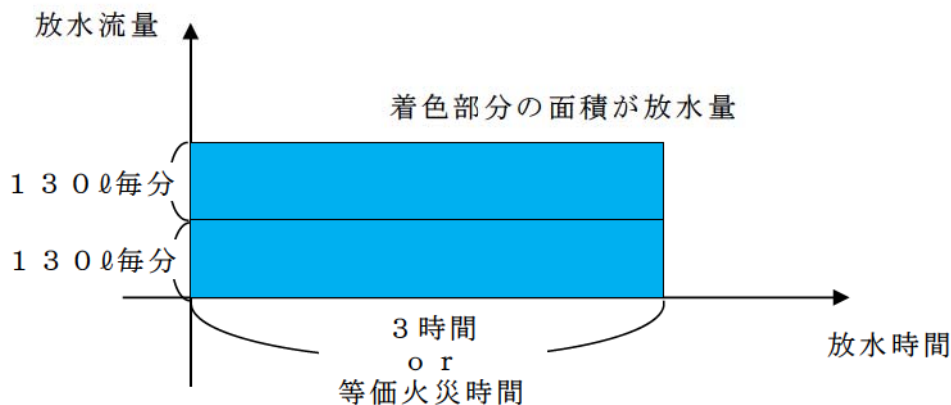 放水流量
着色部分の面積が放水量
１３０ℓ毎分
１３０ℓ毎分
３時間
ｏｒ
等価火災時間
放水時間